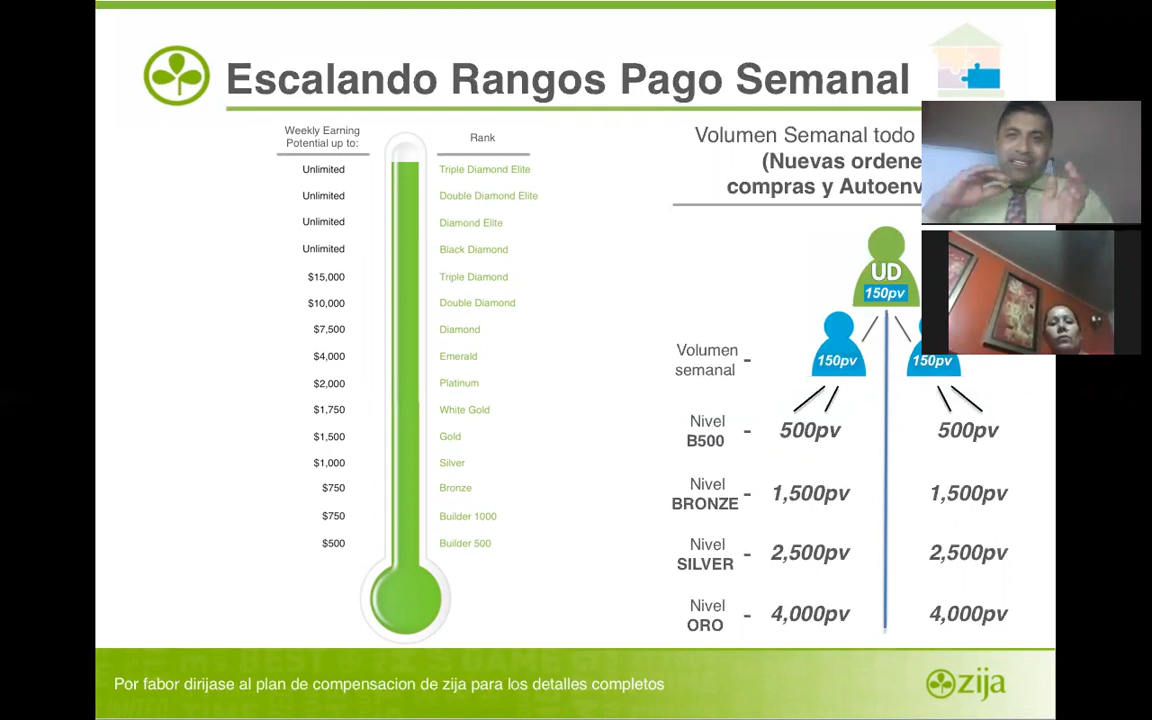 Escalando Rangos Pago Semanal
Weekly Earning
Potential up to:
Rank
Unlimited Triple Diamond Elite
Unlimited Double Diamond Elite
Unlimited Diamond Elite
Unlimited Black Diamond
$15,000 Triple Diamond
$10,000 Double Diamond
$7,500 Diamond
$4,000 Emerald
$2,000 Platinum
$1,750 White Gold
$1,500 Gold
$1,000 Silver
$750 Bronze
$750 Builder 1000
$500 Builder 500
Volumen Semanal todo
(Nuevas ordene
compras y Autoenv
UD
150pv
150pv 150pv
Volumen
semanal -
Nivel
B500 - 500pv 500pv
Nivel
BRONZE - 1,500pv 1,500pv
Nivel
SILVER - 2,500pv 2,500pv
Nivel
ORO - 4,000pv 4,000pv
Por fabor dirijase al plan de compensacion de zija para los detalles completos
zija